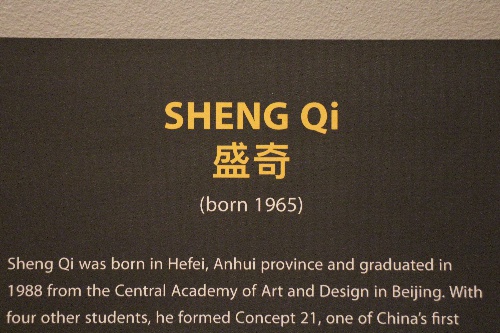 SHENG Qi
盛奇
(born 1965)
Sheng Qi was born in Hefei, Anhui province and graduated in
1988 from the Central Academy of Art and Design in Beijing. With
four other students, he formed Concept 21, one of China's first